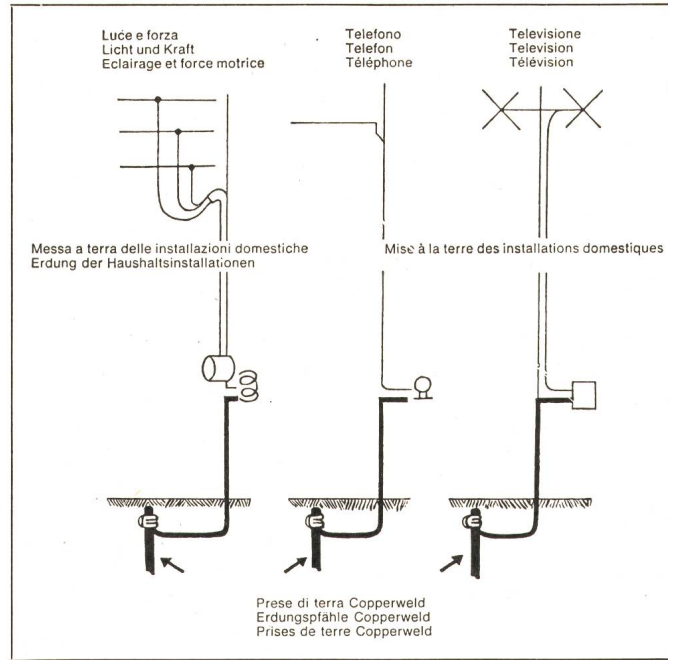 Luce e forza
Licht und Kraft
Eclairage et force motrice
Telefono
Telefon
Téléphone
Televisione
Television
Télévision
Messa a terra delle installazioni domestiche
Erdung der Haushaltsinstallationen
Mise à la terre des installations domestiques
Prese di terra Copperweld
Erdungspfähle Copperweld
Prises de terre Copperweld